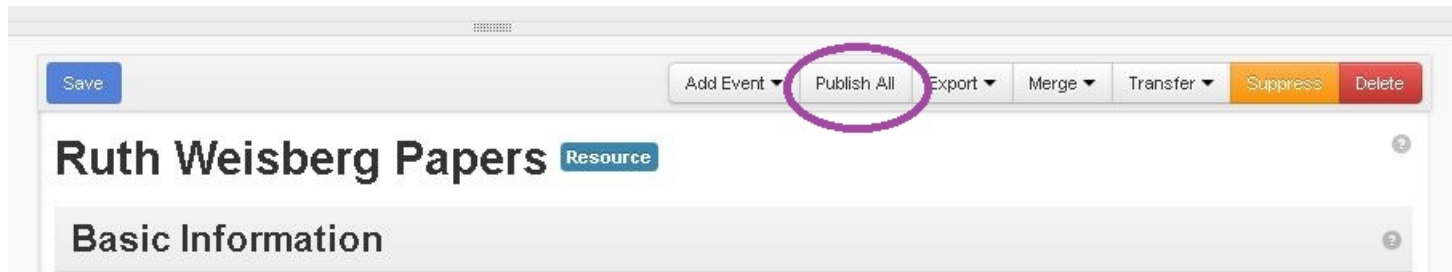 Save Add Event Publish All Export Merge Transfer Suppress Delete
Ruth Weisberg Papers Resource
Basic Information